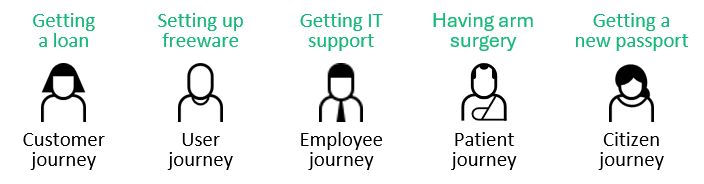 Getting
a loan
Setting up
freeware
Getting IT
support
Having arm
surgery
Getting a
new passport
Customer
journey
User
journey
Employee
journey
Patient
journey
Citizen
journey